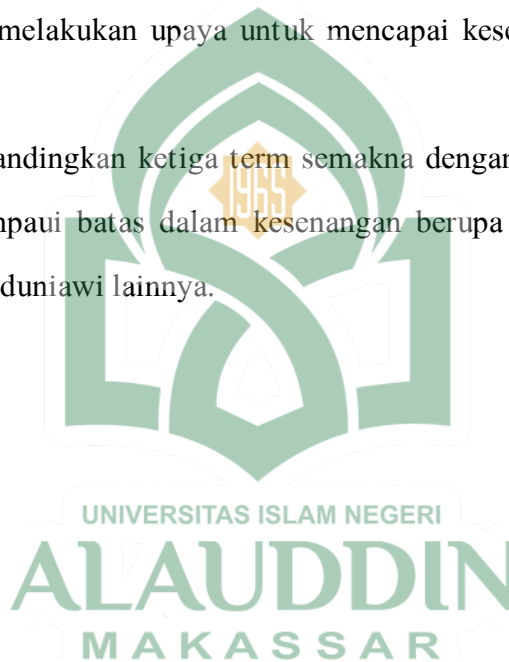 melakukan upaya untuk mencapai kese
andingkan ketiga term semakna dengan
mpaui batas dalam kesenangan berupa
duniawi lainnya.
1965
UNIVERSITAS ISLAM NEGERI
ALAUDDIN
MAKASSAR